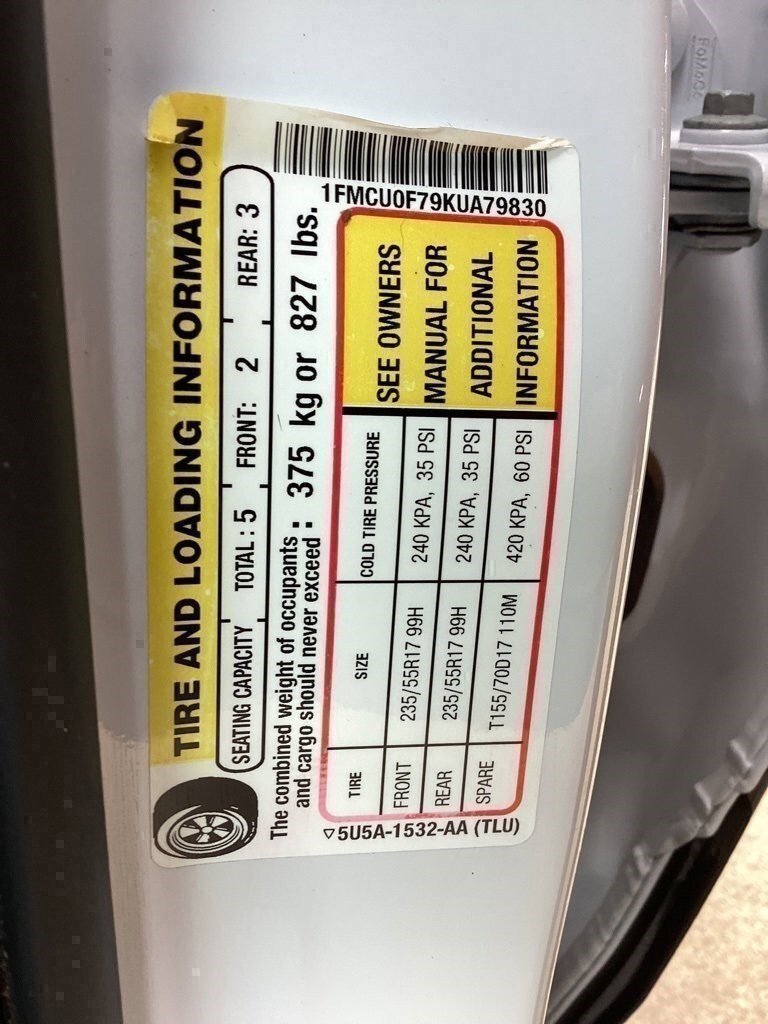 TIRE AND LOADING INFORMATION
SEATING CAPACITY TOTAL : 5 FRONT: 2 REAR: 3
The combined weight of occupants
and cargo should never exceed : 375 kg or 827 lbs.
TIRE SIZE COLD TIRE PRESSURE
FRONT 235/55R17 99H 240 KPA, 35 PSI
REAR 235/55R17 99H 240 KPA, 35 PSI
SPARE T155/70D17 110M 420 KPA, 60 PSI
SEE OWNERS
MANUAL FOR
ADDITIONAL
INFORMATION
5U5A-1532-AA (TLU)
1FMCU0F79KUA79830